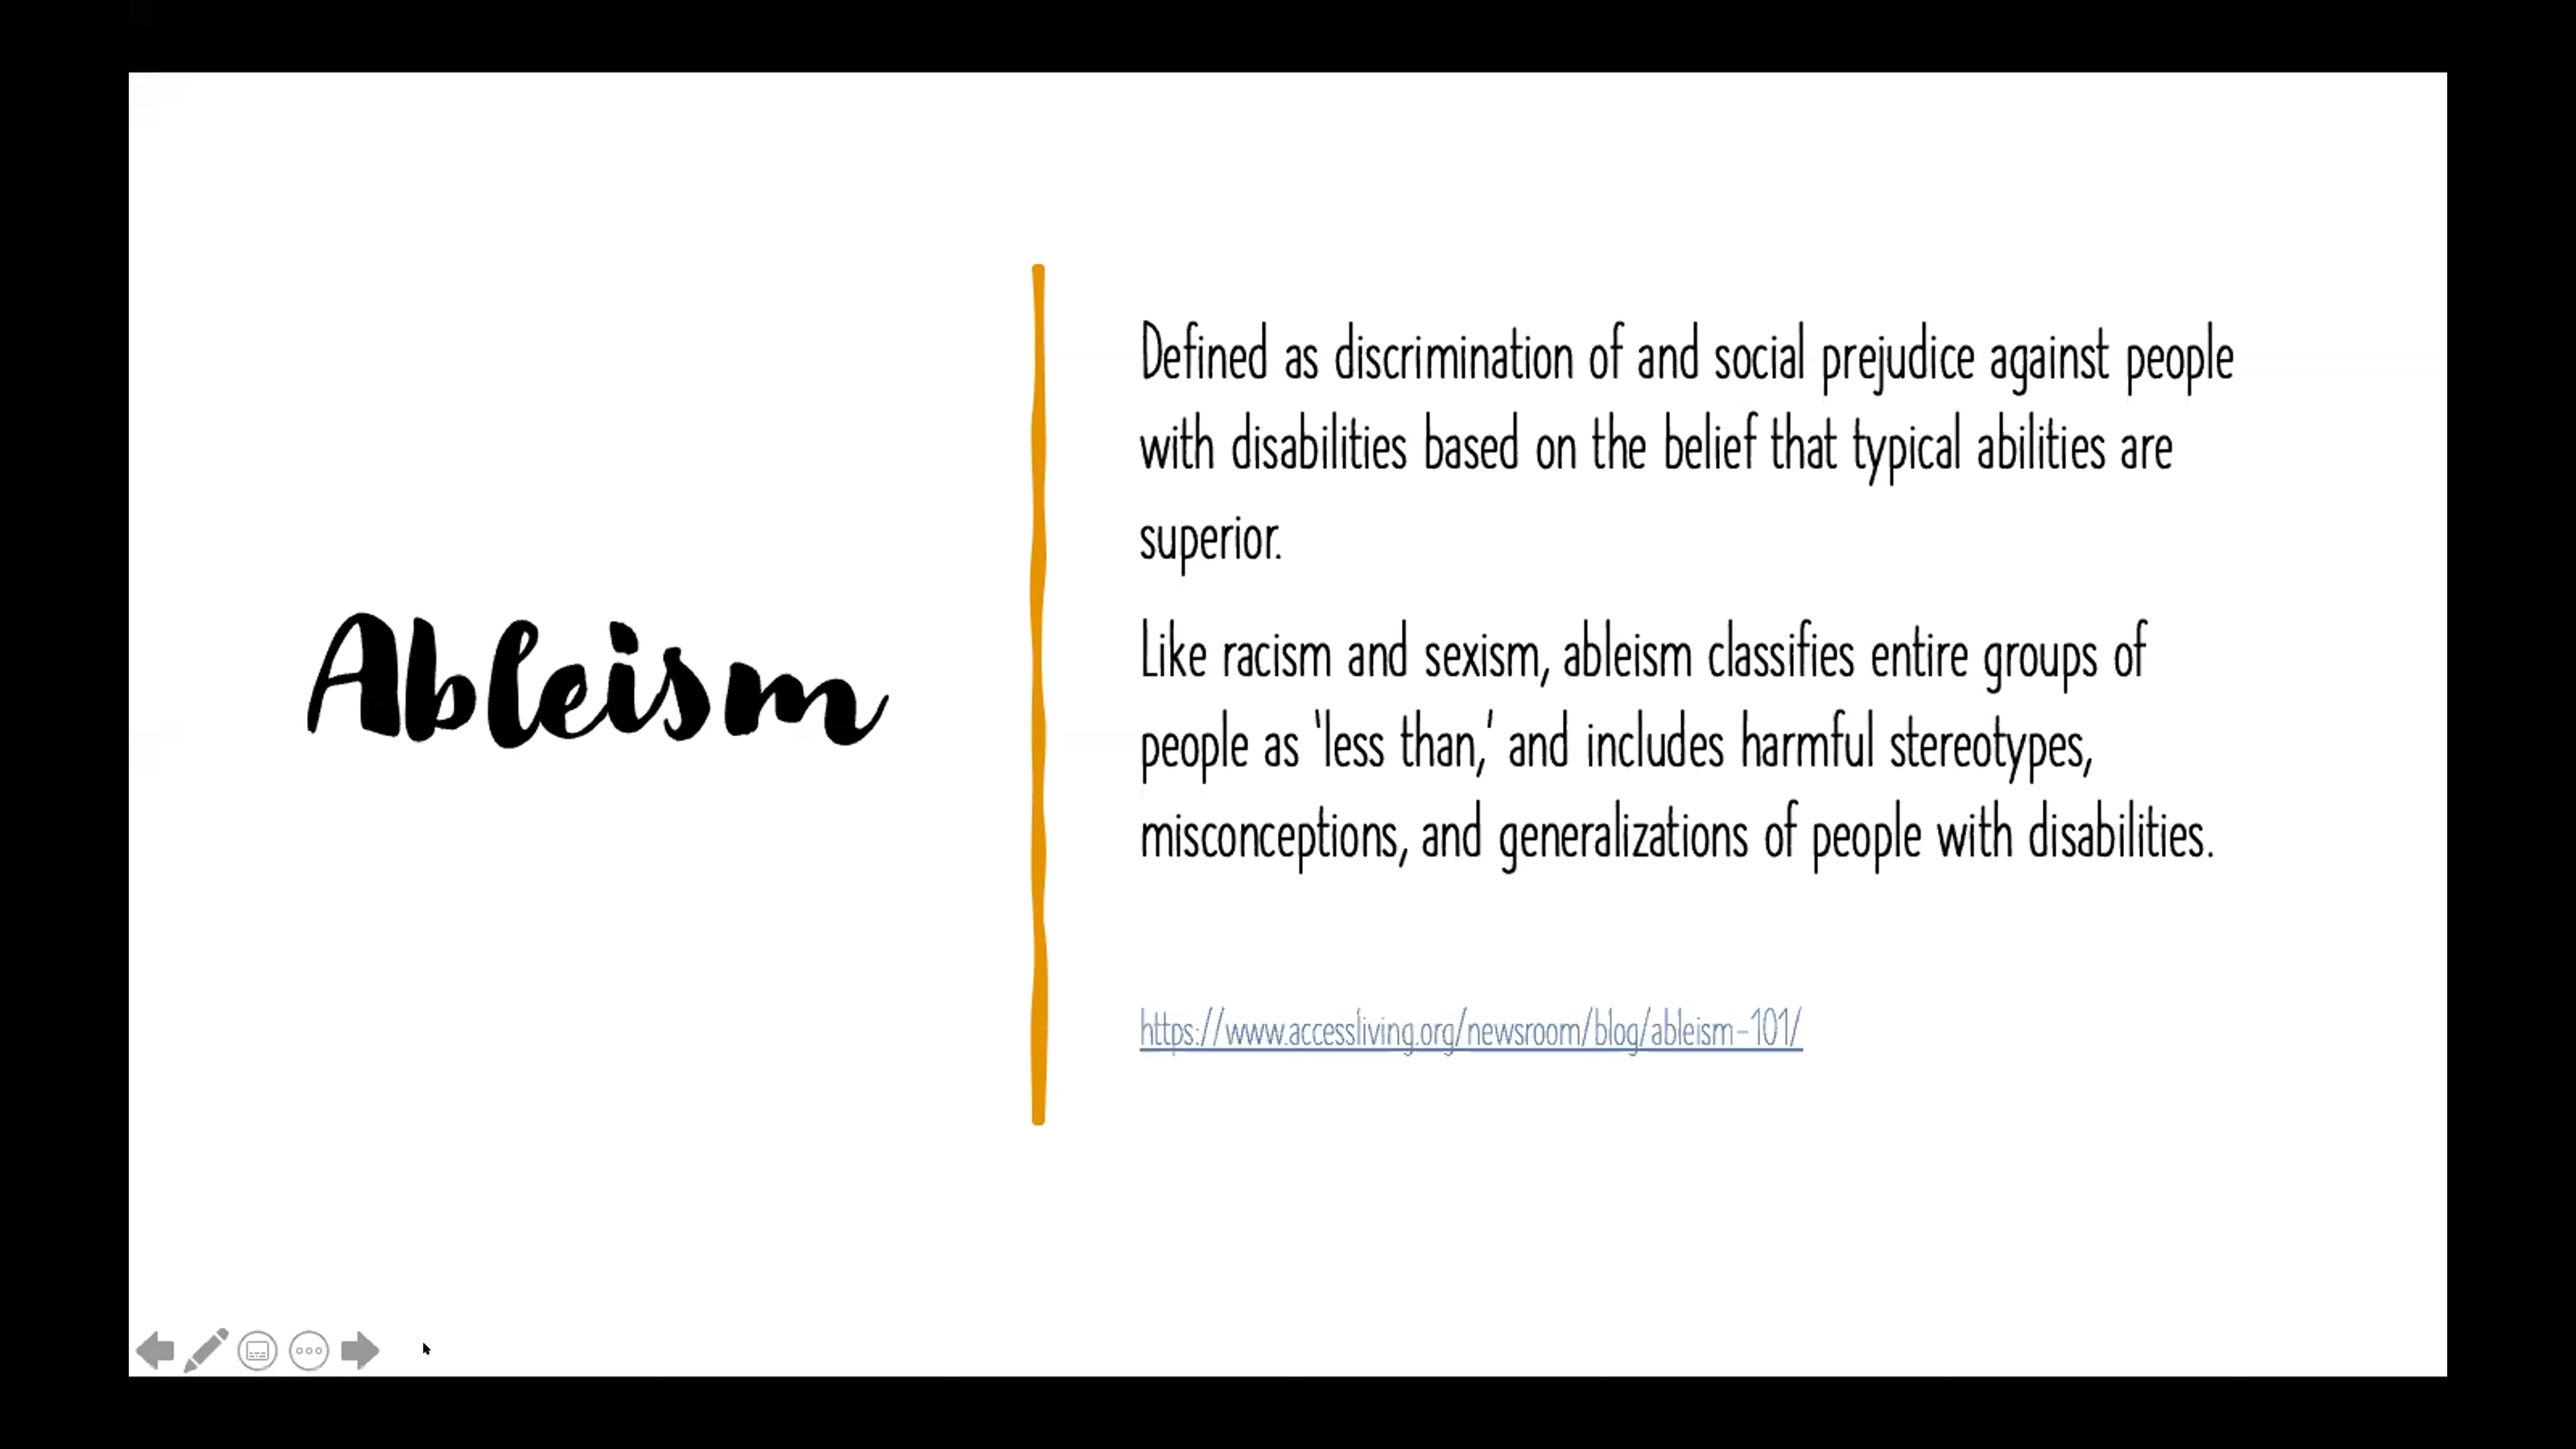 Ableism
Defined as discrimination of and social prejudice against people
with disabilities based on the belief that typical abilities are
superior.
Like racism and sexism, ableism classifies entire groups of
people as 'less than,' and includes harmful stereotypes,
misconceptions, and generalizations of people with disabilities.
https://www.accessliving.org/newsroom/blog/ableism-101/